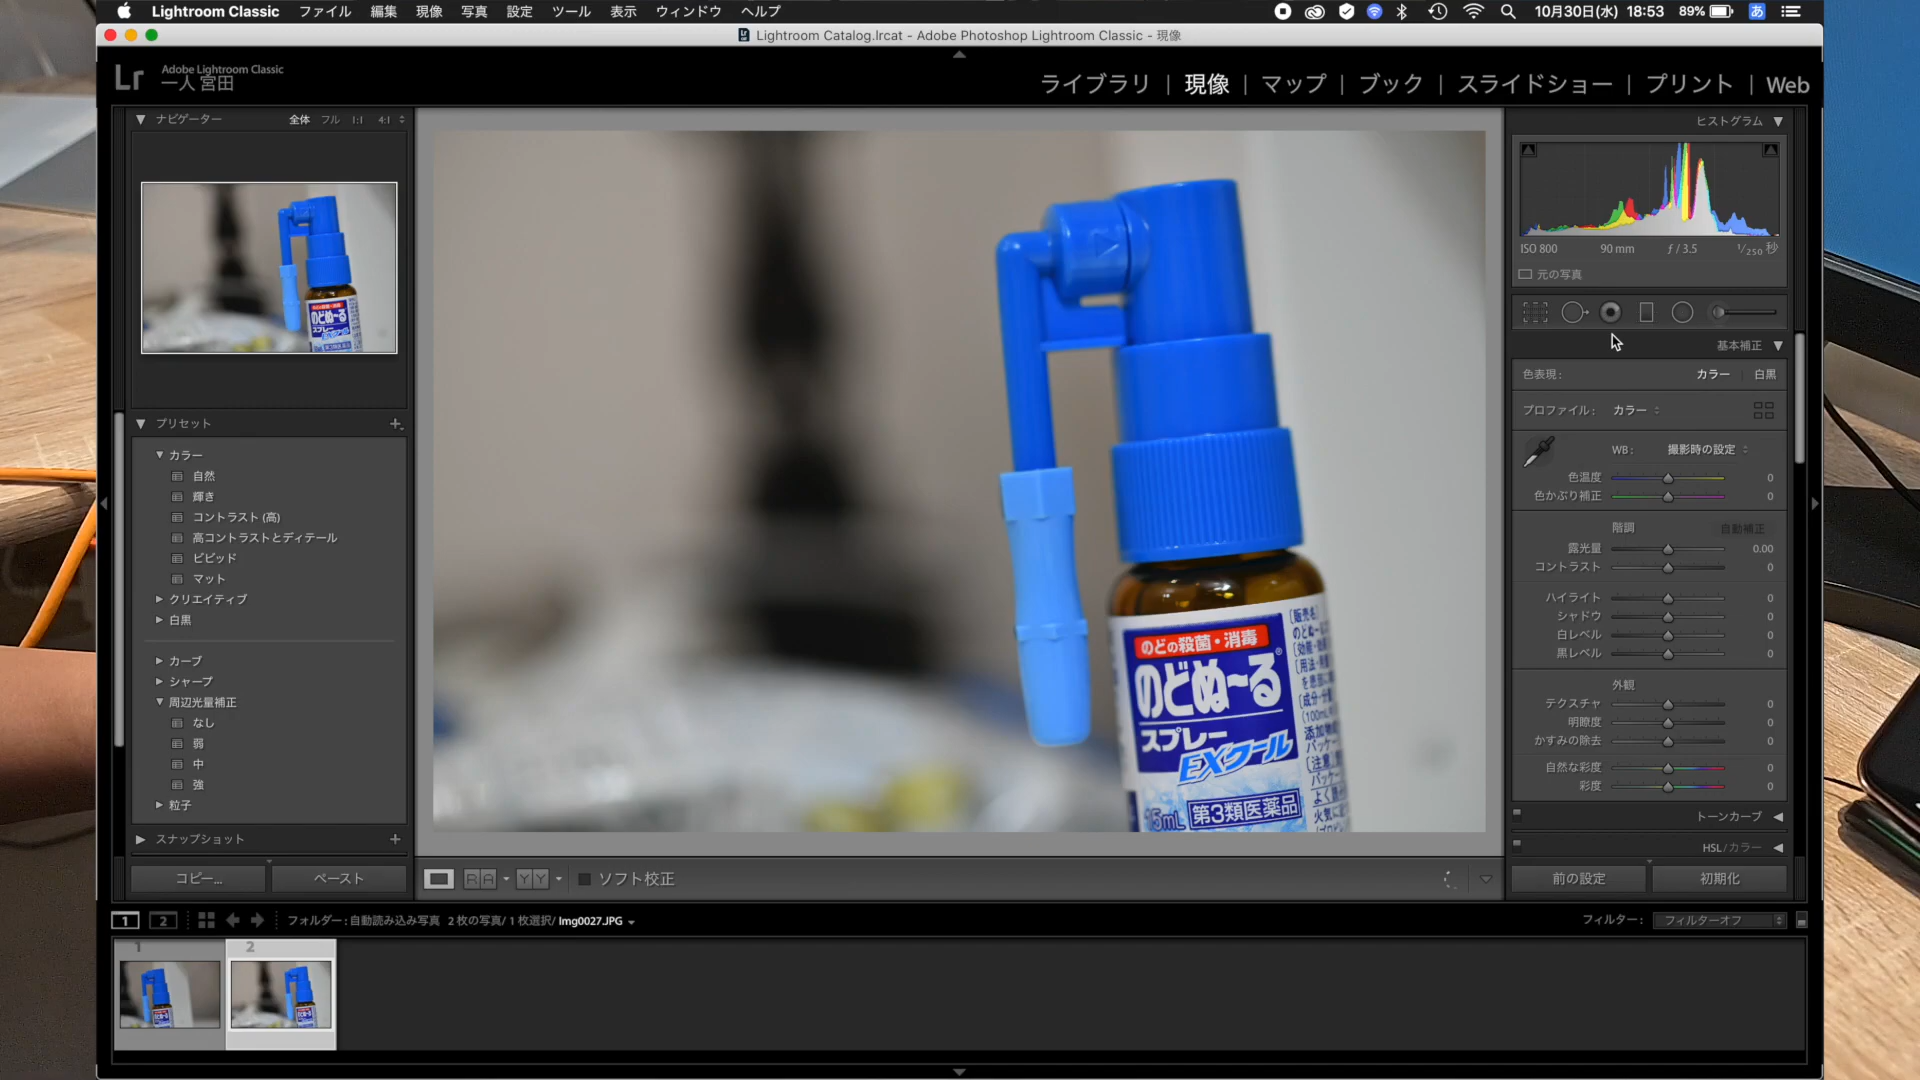 Lightroom Classic ファイル 編集 現像 写真 設定 ツール 表示 ウィンドウ ヘルプ 10月30日(水) 18:53 89% あ
Lightroom Catalog.lrcat - Adobe Photoshop Lightroom Classic - 現像
Lr Adobe Lightroom Classic
一人 宮田
ライブラリ | 現像 | マップ | ブック | スライドショー | プリント | Web
ナビゲーター 全体 フル 1:1 4:1
プリセット
カラー
自然
輝き
コントラスト (高)
高コントラストとディテール
ビビッド
マット
クリエイティブ
白黒
カーブ
シャープ
周辺光量補正
なし
弱
中
強
粒子
スナップショット
コピー... ペースト
のどの殺菌・消毒
のどぬ〜る®
スプレー
EXクール
15mL 第3類医薬品
ヒストグラム
ISO 800 90 mm ƒ / 3.5 1/250 秒
元の写真
基本補正
色表現: カラー 白黒
プロファイル: カラー
WB: 撮影時の設定
色温度 0
色かぶり補正 0
階調 自動補正
露光量 0.00
コントラスト 0
ハイライト 0
シャドウ 0
白レベル 0
黒レベル 0
外観
テクスチャ 0
明瞭度 0
かすみの除去 0
自然な彩度 0
彩度 0
トーンカーブ
HSL/カラー
前の設定 初期化
RA YY ソフト校正
1 2 フォルダー : 自動読み込み写真 2 枚の写真/ 1 枚選択/ Img0027.JPG フィルター: フィルターオフ
1 2